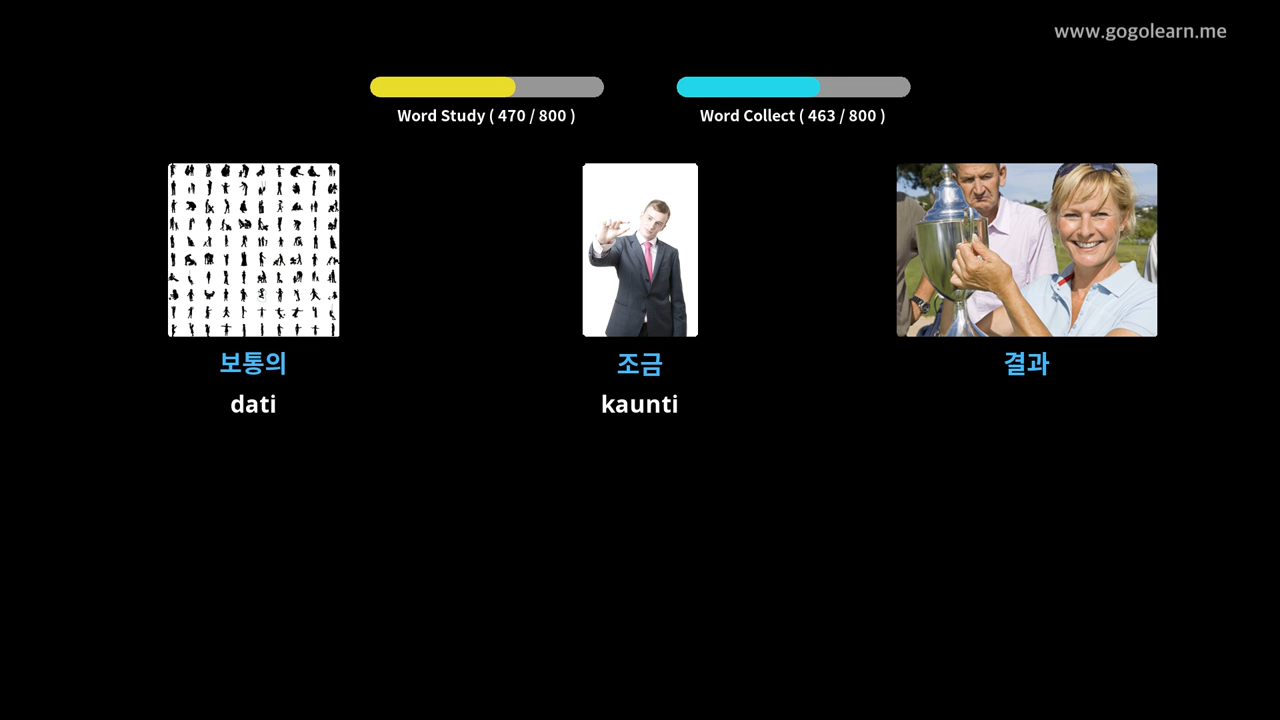 www.gogolearn.me
Word Study ( 470 / 800 )
Word Collect ( 463 / 800 )
보통의
조금
결과
dati
kaunti